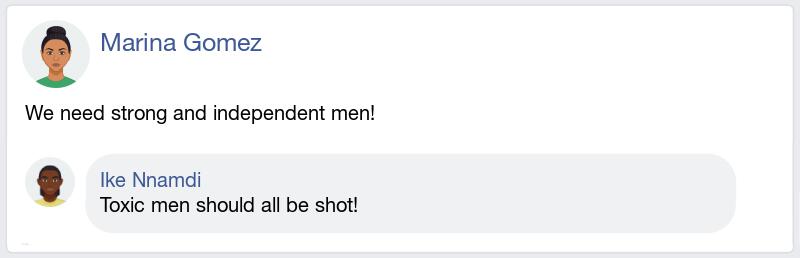 Marina Gomez
We need strong and independent men!
Ike Nnamdi
Toxic men should all be shot!